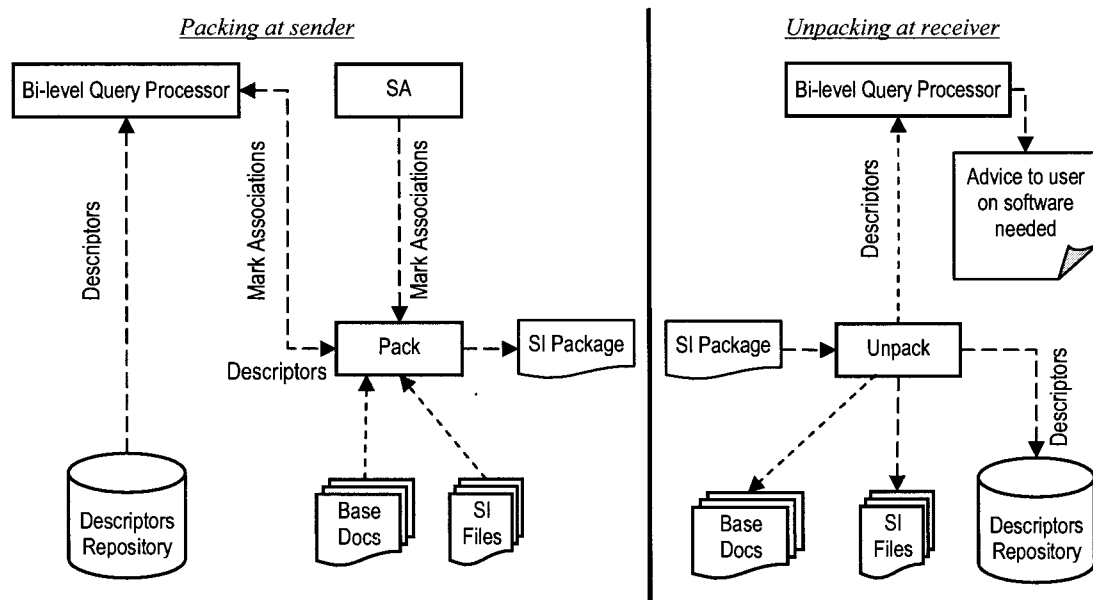 Packing at sender
Bi-level Query Processor
SA
Descriptors
Mark Associations
Mark Associations
Pack
SI Package
Descriptors
Descriptors
Repository
Base
Docs
SI
Files
Unpacking at receiver
Bi-level Query Processor
Advice to user
on software
needed
Descriptors
SI Package
Unpack
Descriptors
Base
Docs
SI
Files
Descriptors
Repository